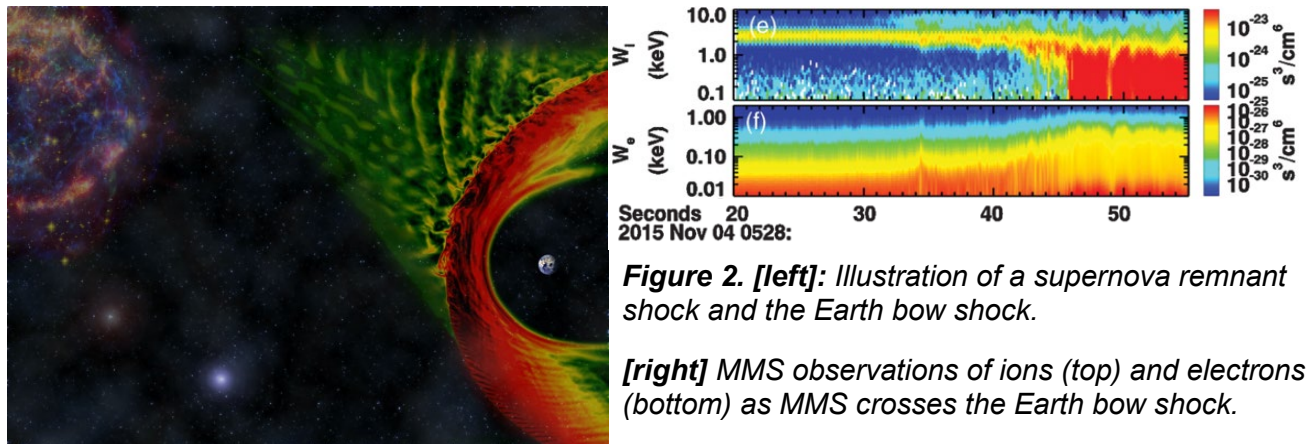 10.0 (e)
W_i (keV)
1.0
0.1
10^-23
10^-24
10^-25
s^3/cm^6
(f)
1.00
W_e (keV)
0.10
0.01
10^-25
10^-26
10^-27
10^-28
10^-29
10^-30
s^3/cm^6
Seconds 20 30 40 50
2015 Nov 04 0528:
Figure 2. [left]: Illustration of a supernova remnant
shock and the Earth bow shock.
[right] MMS observations of ions (top) and electrons
(bottom) as MMS crosses the Earth bow shock.